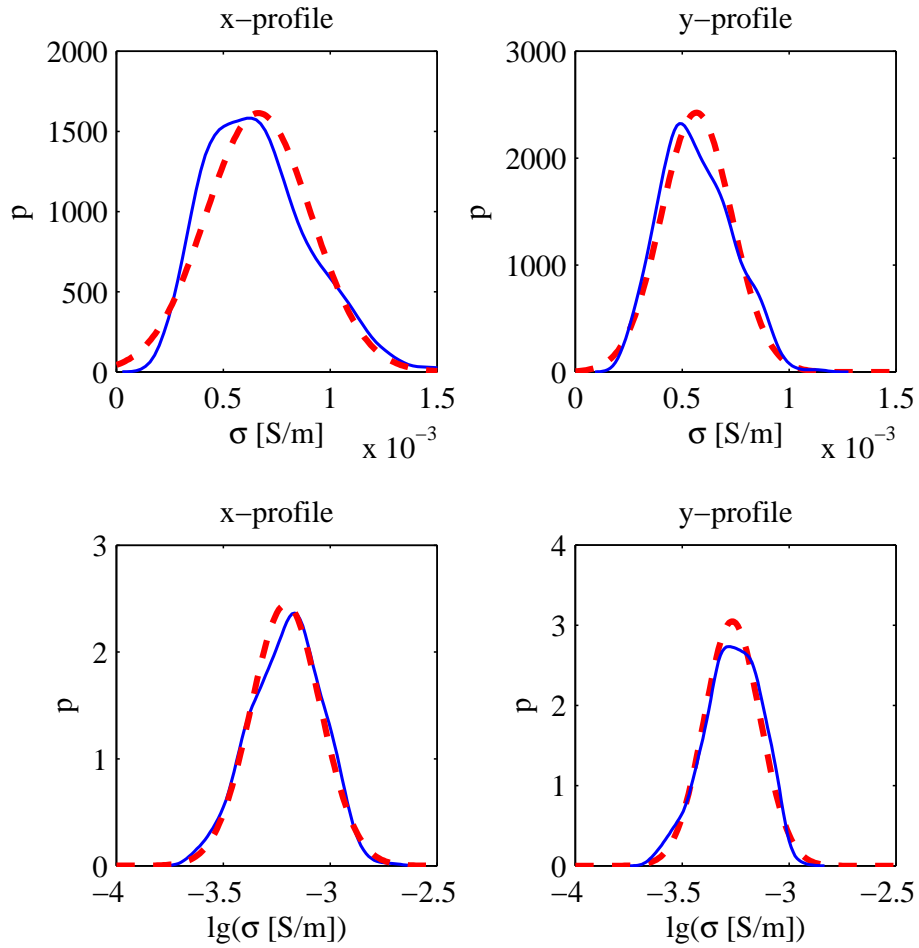 x−profile
2000
1500
1000
500
0
p
0 0.5 1 1.5
x 10−3
σ [S/m]
y−profile
3000
2000
1000
0
p
0 0.5 1 1.5
x 10−3
σ [S/m]
x−profile
3
2
1
0
p
−4 −3.5 −3 −2.5
lg(σ [S/m])
y−profile
4
3
2
1
0
p
−4 −3.5 −3 −2.5
lg(σ [S/m])